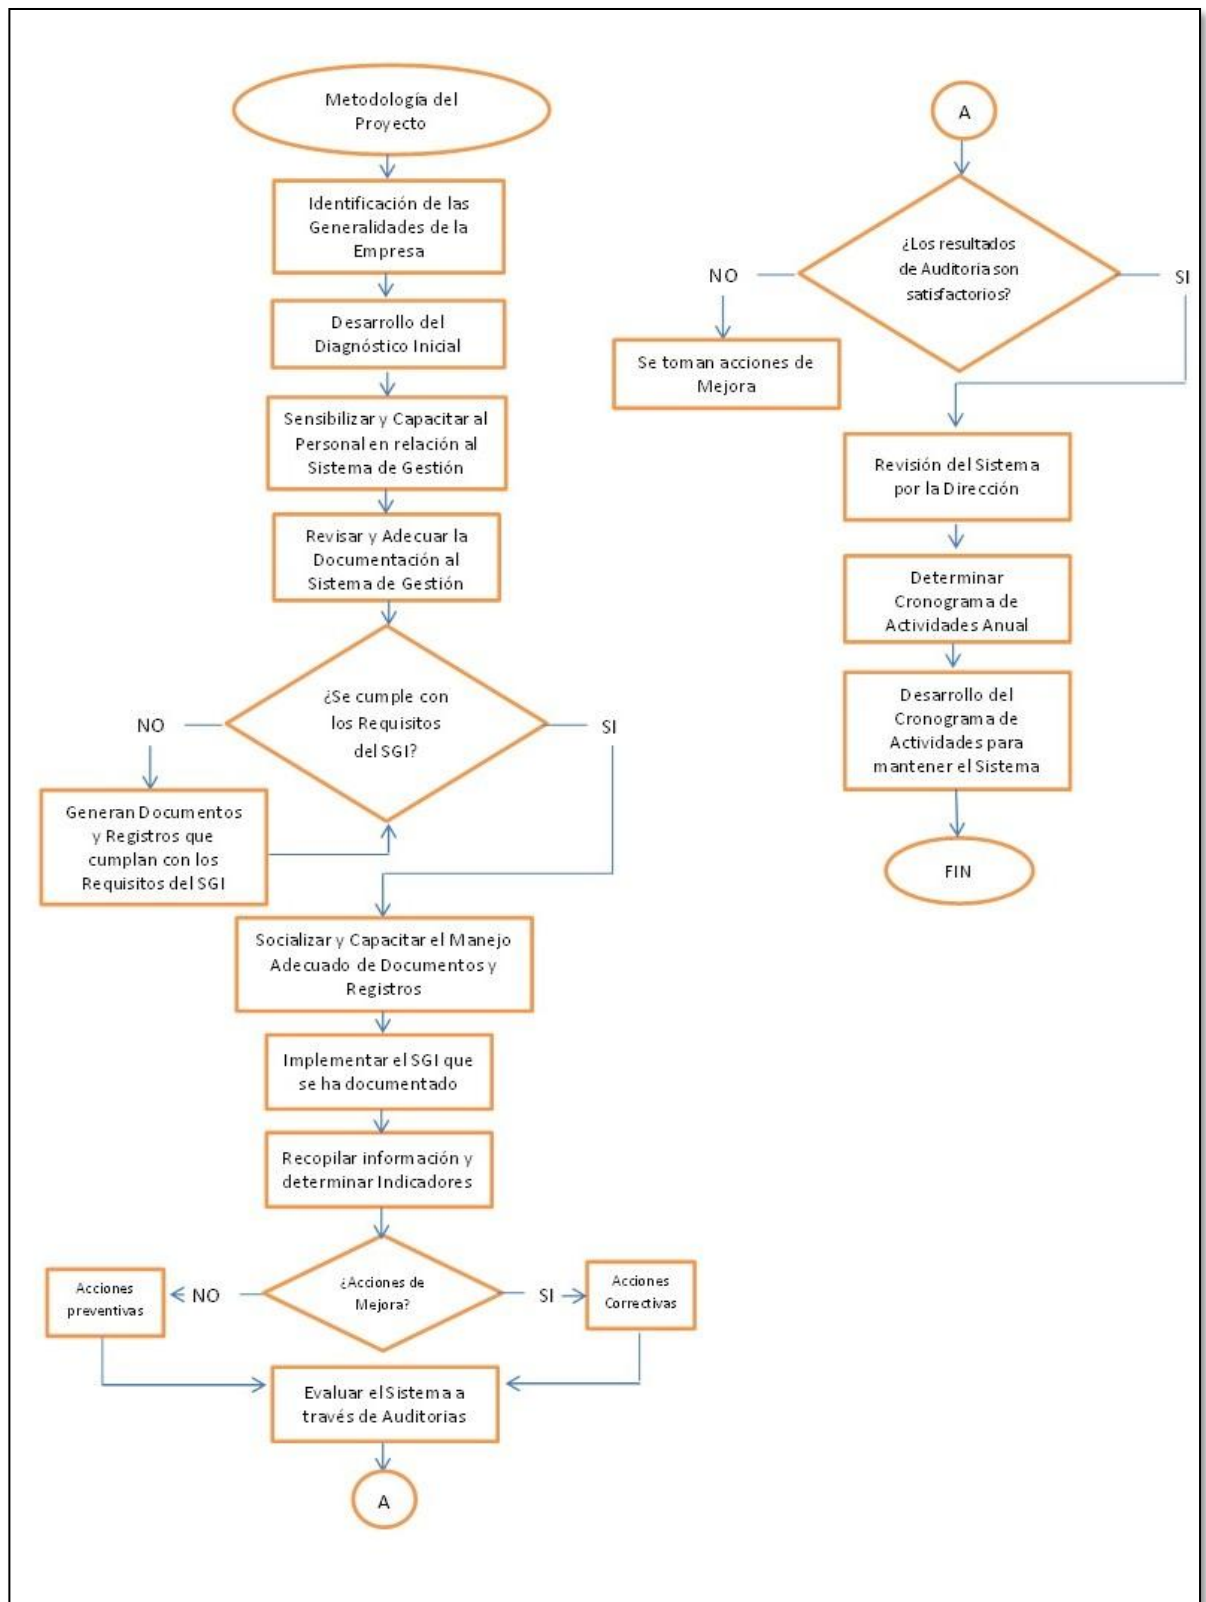 Metodología del
Proyecto
Identificación de las
Generalidades de la
Empresa
Desarrollo del
Diagnóstico Inicial
Sensibilizar y Capacitar al
Personal en relación al
Sistema de Gestión
Revisar y Adecuar la
Documentación al
Sistema de Gestión
¿Se cumple con
los Requisitos
del SGI?
NO
SI
Generan Documentos
y Registros que
cumplan con los
Requisitos del SGI
Socializar y Capacitar el Manejo
Adecuado de Documentos y
Registros
Implementar el SGI que
se ha documentado
Recopilar información y
determinar Indicadores
¿Acciones de
Mejora?
NO
SI
Acciones
preventivas
Acciones
Correctivas
Evaluar el Sistema a
través de Auditorias
A
A
¿Los resultados
de Auditoria son
satisfactorios?
NO
SI
Se toman acciones de
Mejora
Revisión del Sistema
por la Dirección
Determinar
Cronograma de
Actividades Anual
Desarrollo del
Cronograma de
Actividades para
mantener el Sistema
FIN